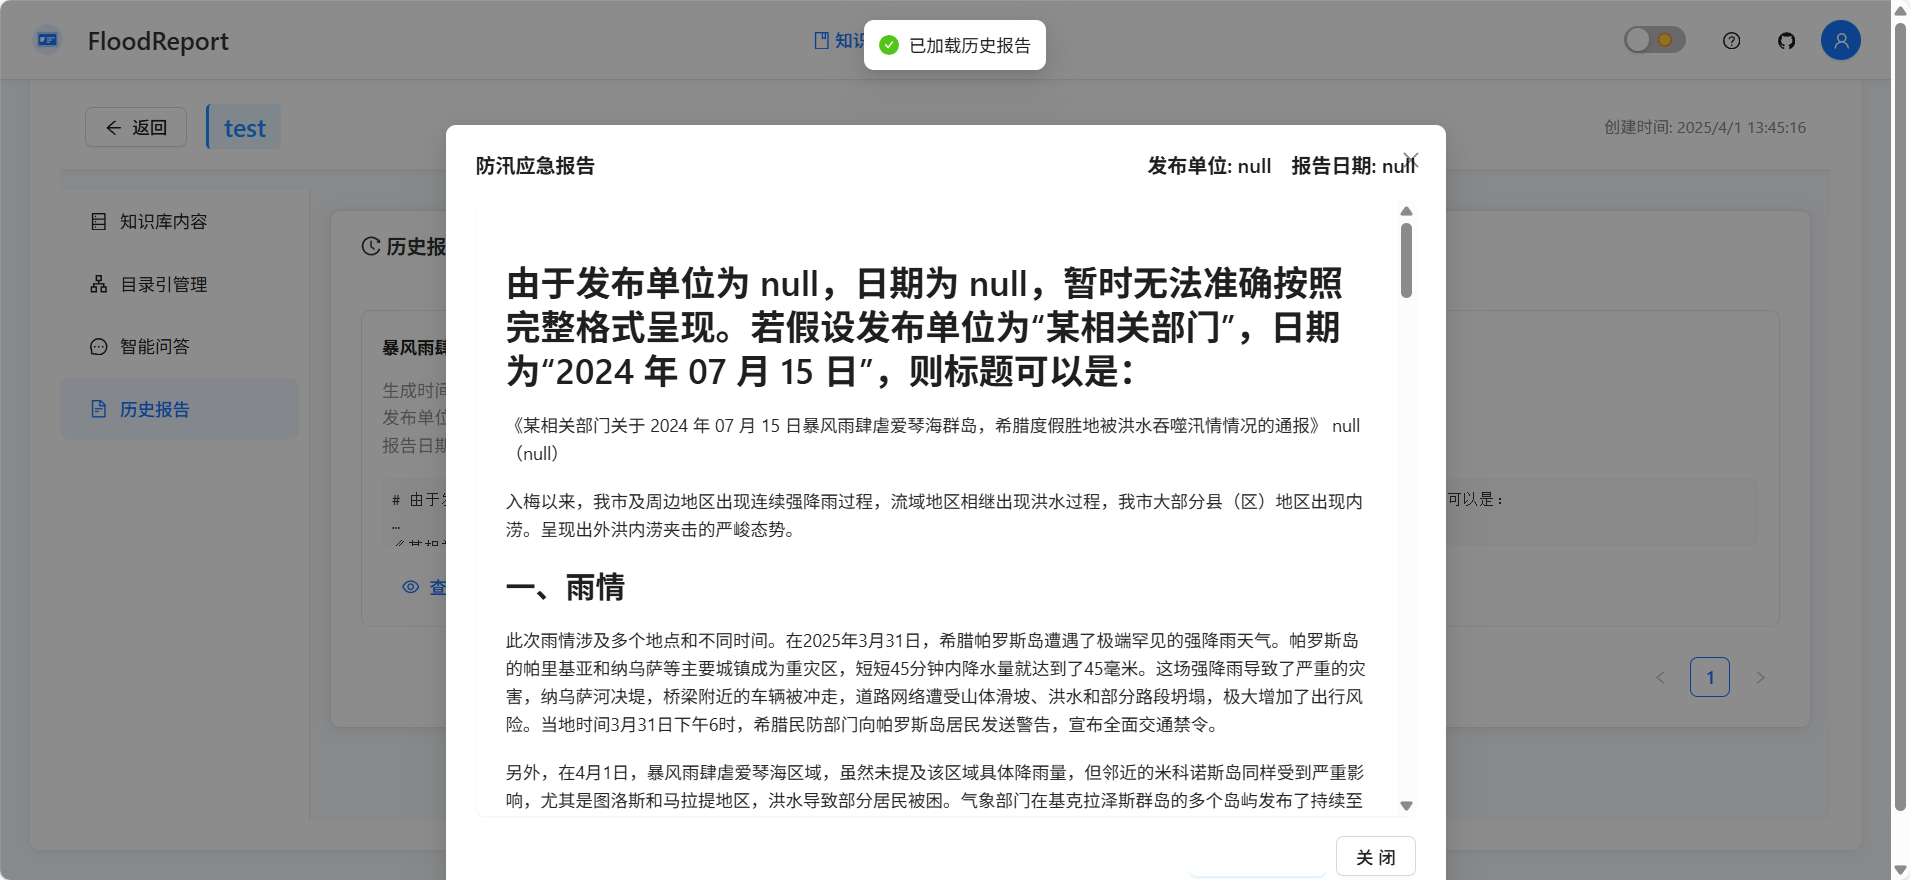 FloodReport
知识
已加载历史报告
返回
test
创建时间: 2025/4/1 13:45:16
知识库内容
目录引管理
智能问答
历史报告
历史报
暴风雨肆
生成时间
发布单位
报告日期
# 由于发
…
《某相关
查
防汛应急报告
发布单位: null 报告日期: null
由于发布单位为 null，日期为 null，暂时无法准确按照
完整格式呈现。若假设发布单位为“某相关部门”，日期
为“2024 年 07 月 15 日”，则标题可以是：
《某相关部门关于 2024 年 07 月 15 日暴风雨肆虐爱琴海群岛，希腊度假胜地被洪水吞噬汛情情况的通报》 null
（null）
入梅以来，我市及周边地区出现连续强降雨过程，流域地区相继出现洪水过程，我市大部分县（区）地区出现内
涝。呈现出外洪内涝夹击的严峻态势。
一、雨情
此次雨情涉及多个地点和不同时间。在2025年3月31日，希腊帕罗斯岛遭遇了极端罕见的强降雨天气。帕罗斯岛
的帕里基亚和纳乌萨等主要城镇成为重灾区，短短45分钟内降水量就达到了45毫米。这场强降雨导致了严重的灾
害，纳乌萨河决堤，桥梁附近的车辆被冲走，道路网络遭受山体滑坡、洪水和部分路段坍塌，极大增加了出行风
险。当地时间3月31日下午6时，希腊民防部门向帕罗斯岛居民发送警告，宣布全面交通禁令。
另外，在4月1日，暴风雨肆虐爱琴海区域，虽然未提及该区域具体降雨量，但邻近的米科诺斯岛同样受到严重影
响，尤其是图洛斯和马拉提地区，洪水导致部分居民被困。气象部门在基克拉泽斯群岛的多个岛屿发布了持续至
关 闭
可以是：
1